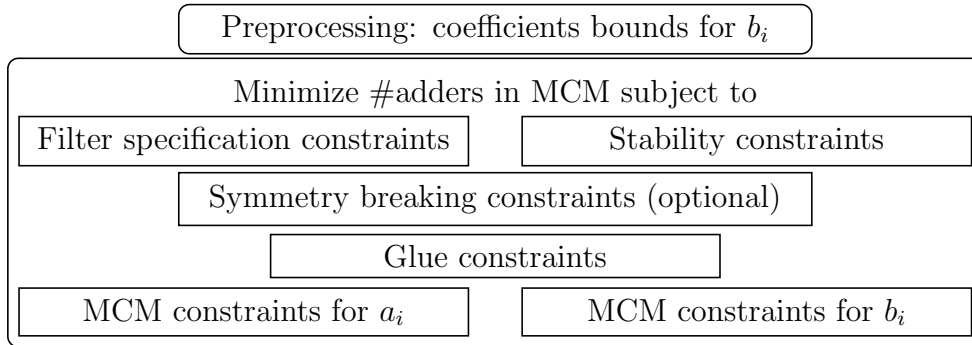 Preprocessing: coefficients bounds for b_i
Minimize #adders in MCM subject to
Filter specification constraints
Stability constraints
Symmetry breaking constraints (optional)
Glue constraints
MCM constraints for a_i
MCM constraints for b_i